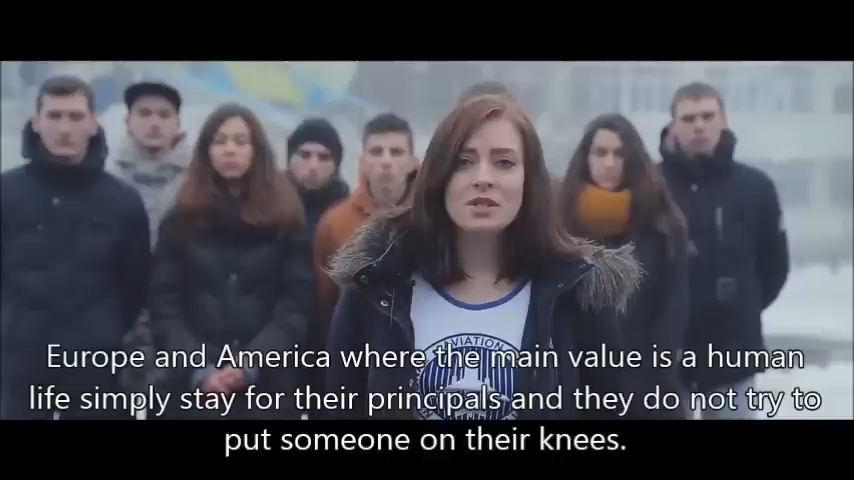 VIATION
Europe and America where the main value is a human
life simply stay for their principals and they do not try to
put someone on their knees.